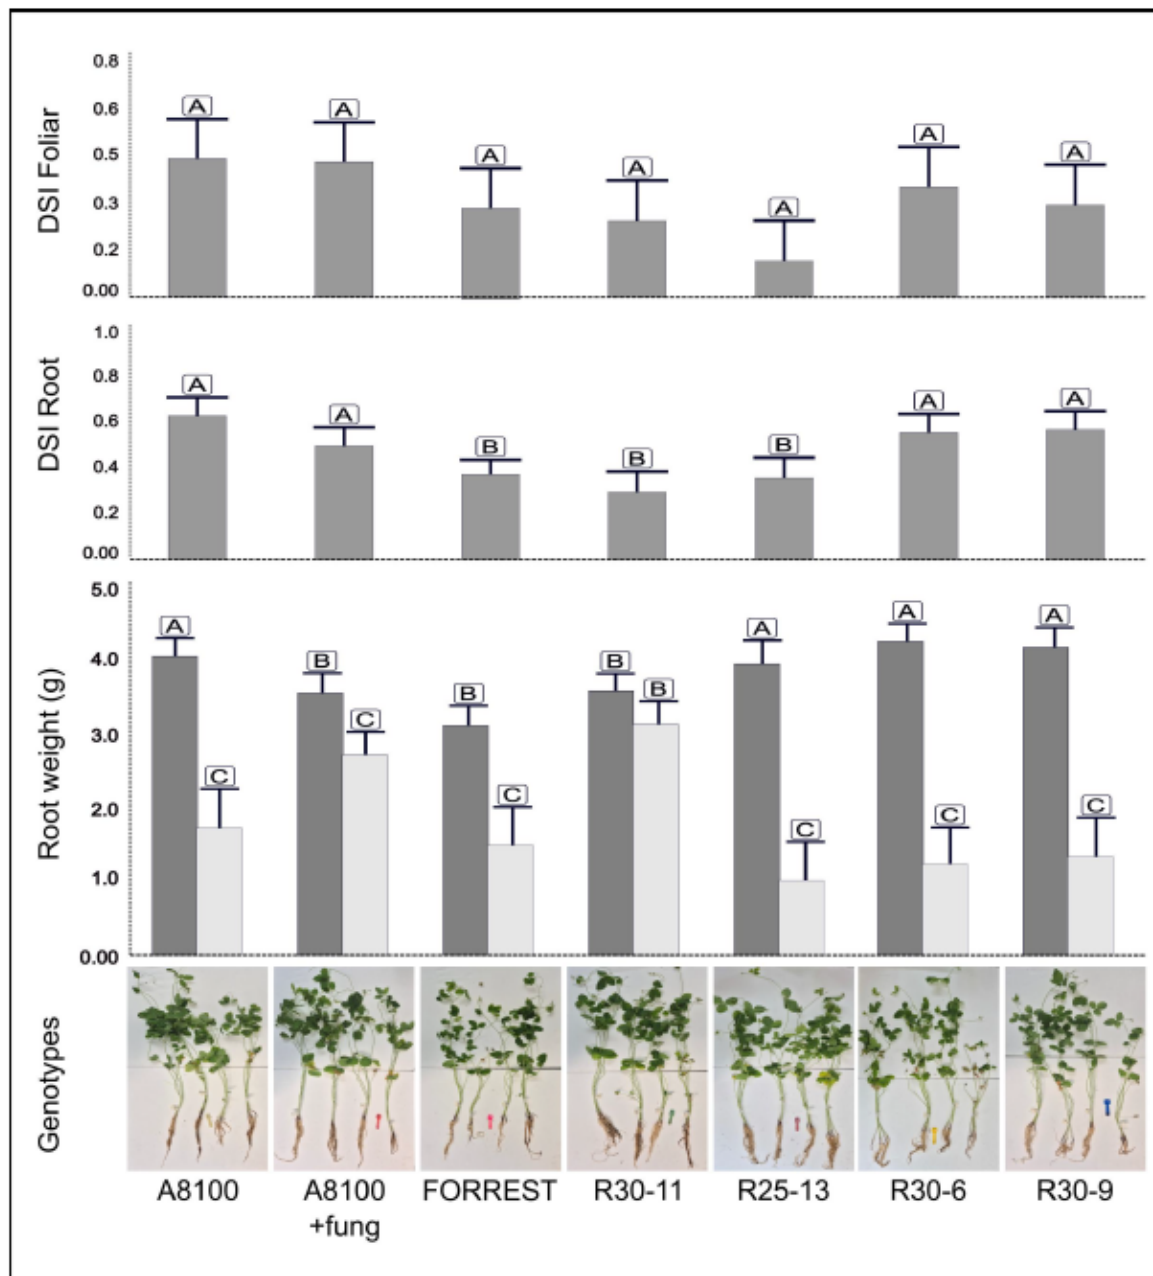 DSI Foliar
0.8
0.6
0.5
0.3
0.2
0.00
A
A
A
A
A
A
A
DSI Root
1.0
0.8
0.6
0.4
0.2
0.00
A
A
B
B
B
A
A
Root weight (g)
5.0
4.0
3.0
2.0
1.0
0.00
A
C
B
C
B
C
B
B
A
C
A
C
A
C
Genotypes
A8100
A8100
+fung
FORREST
R30-11
R25-13
R30-6
R30-9